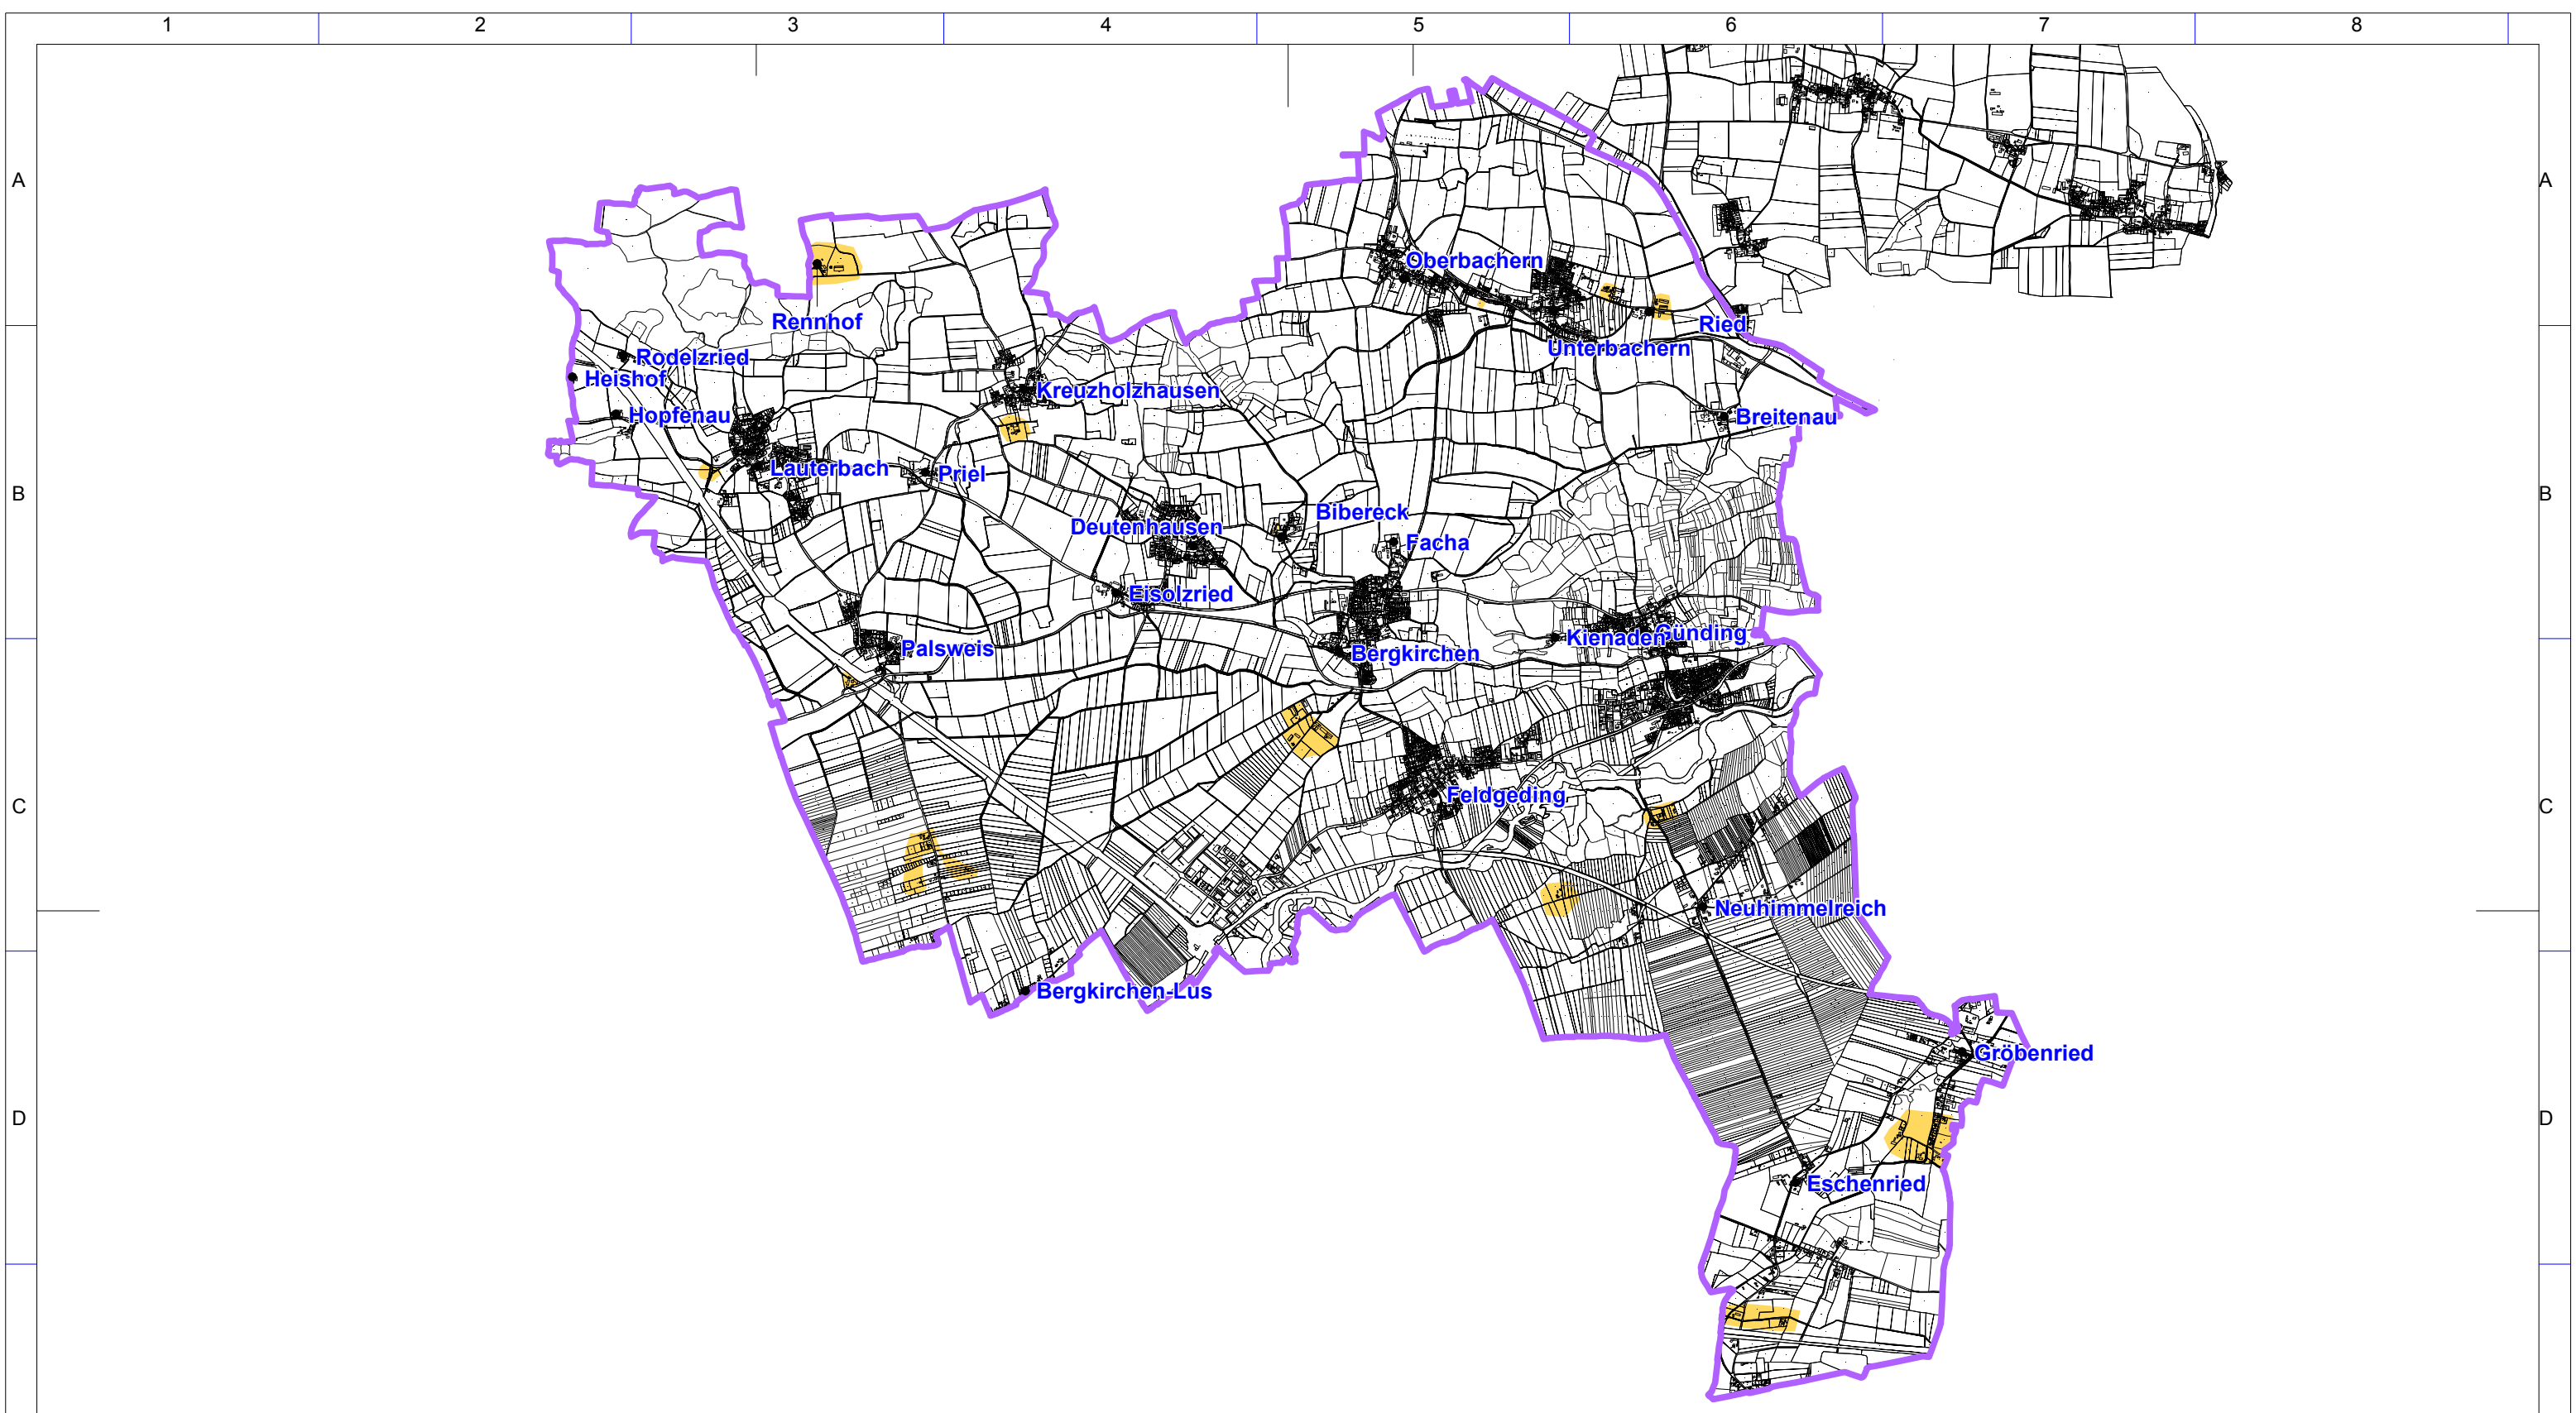 1 2 3 4 5 6 7 8
A A
Oberbachern
Rennhof
Ried
Unterbachern
Rodelzried
Heishof
Kreuzholzhausen
Hopfenau
Breitenau
Lauterbach
Priel
B B
Bibereck
Deutenhausen
Facha
Eisolzried
Günding
Kienaden
Palsweis
Bergkirchen
Feldgeding
C C
Neuhimmelreich
Bergkirchen-Lus
Gröbenried
D D
Eschenried